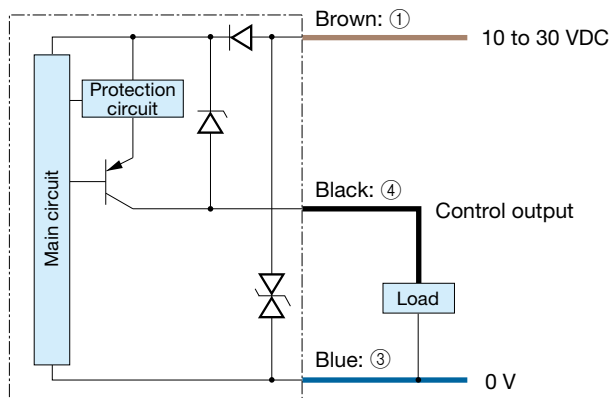 Brown: ①
10 to 30 VDC
Protection
circuit
Main circuit
Black: ④
Control output
Load
Blue: ③
0 V